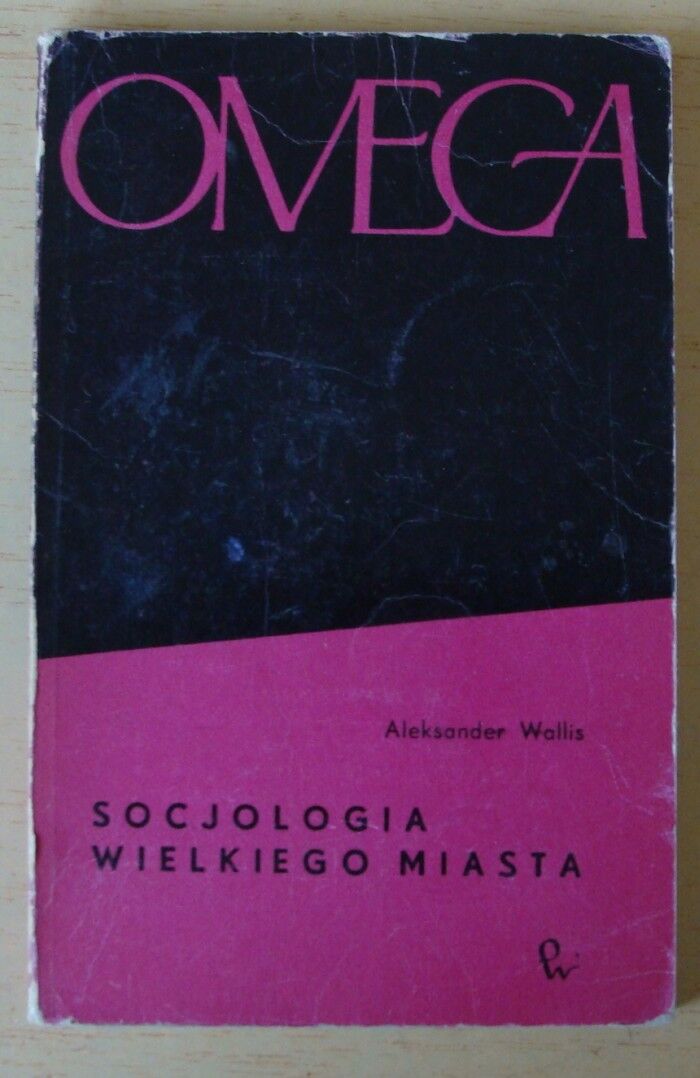 OMEGA
Aleksander Wallis
SOCJOLOGIA
WIELKIEGO MIASTA